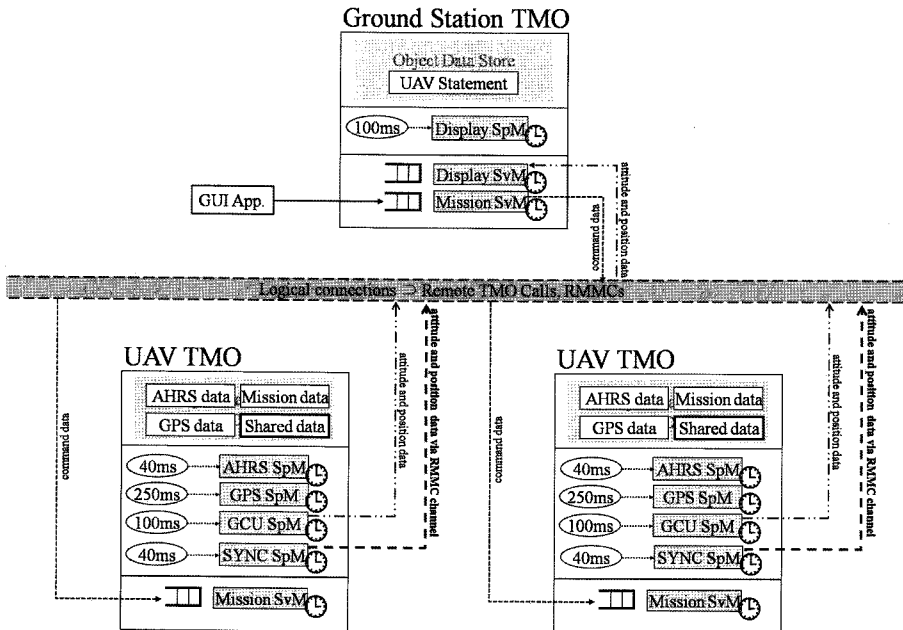 Ground Station TMO
Object Data Store
UAV Statement
100ms
Display SpM
Display SvM
GUI App.
Mission SvM
command data
attitude and position data
Logical connections ⊃ Remote TMO Calls, RMMCs
UAV TMO
AHRS data
Mission data
GPS data
Shared data
40ms
AHRS SpM
250ms
GPS SpM
100ms
GCU SpM
40ms
SYNC SpM
Mission SvM
command data
attitude and position data
attitude and position data via RMMC channel
UAV TMO
AHRS data
Mission data
GPS data
Shared data
40ms
AHRS SpM
250ms
GPS SpM
100ms
GCU SpM
40ms
SYNC SpM
Mission SvM
command data
attitude and position data
attitude and position data via RMMC channel